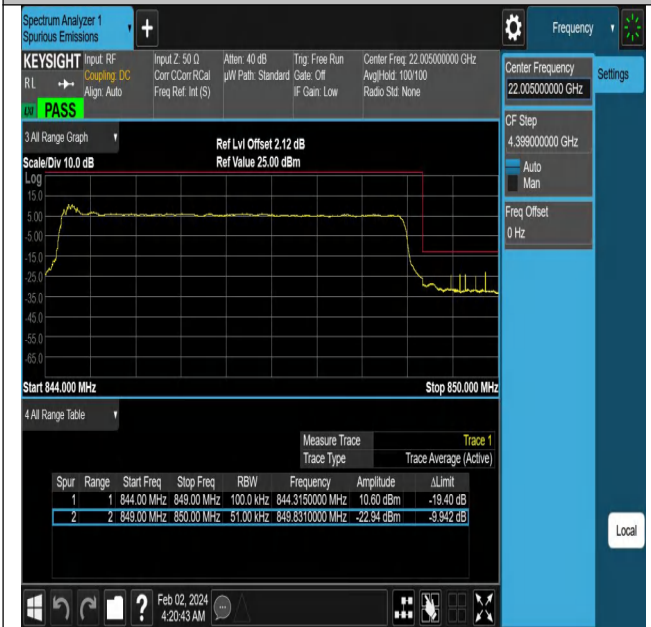 Spectrum Analyzer 1
Spurious Emissions
Frequency
KEYSIGHT Input: RF Input Z: 50 Ω Atten: 40 dB Trig: Free Run Center Freq: 22.005000000 GHz
RL Coupling: DC Corr CCorr RCal µW Path: Standard Gate: Off Avg|Hold: 100/100
Align: Auto Freq Ref: Int (S) IF Gain: Low Radio Std: None
PASS
Center Frequency
22.005000000 GHz
Settings
CF Step
4.399000000 GHz
Auto
Man
Freq Offset
0 Hz
3 All Range Graph
Ref Lvl Offset 2.12 dB
Scale/Div 10.0 dB Ref Value 25.00 dBm
Log
15.0
5.00
-5.00
-15.0
-25.0
-35.0
-45.0
-55.0
-65.0
Start 844.000 MHz Stop 850.000 MHz
4 All Range Table
Measure Trace Trace 1
Trace Type Trace Average (Active)
Spur Range Start Freq Stop Freq RBW Frequency Amplitude ΔLimit
1 1 844.00 MHz 849.00 MHz 100.0 kHz 844.3150000 MHz 10.60 dBm -19.40 dB
2 2 849.00 MHz 850.00 MHz 51.00 kHz 849.8310000 MHz -22.94 dBm -9.942 dB
Local
Feb 02, 2024
4:20:43 AM